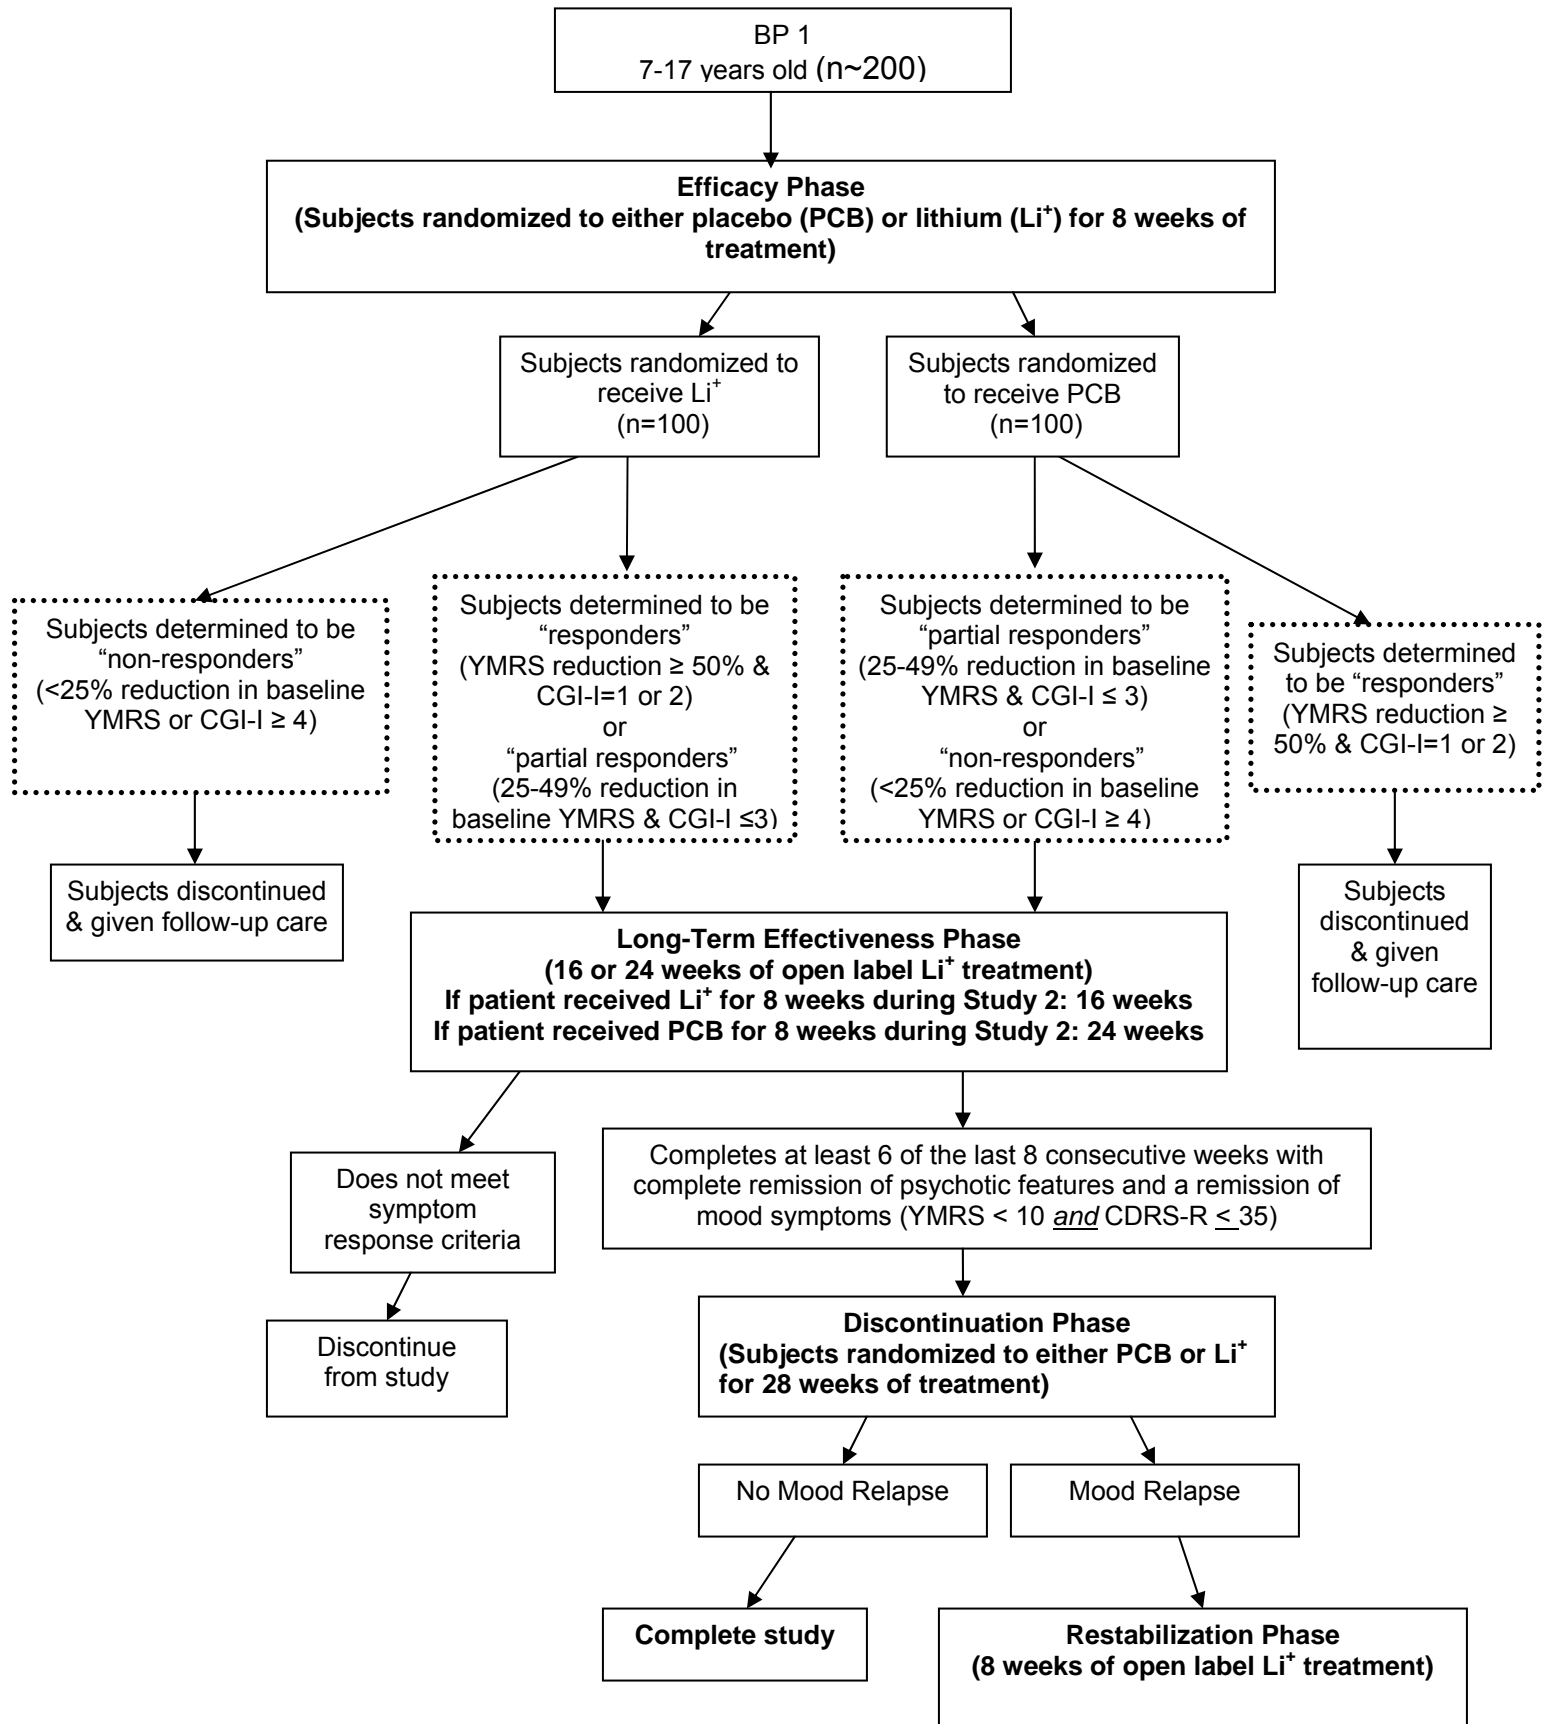 BP 1
7-17 years old (n~200)
Efficacy Phase
(Subjects randomized to either placebo (PCB) or lithium (Li⁺) for 8 weeks of
treatment)
Subjects randomized to
receive Li⁺
(n=100)
Subjects randomized
to receive PCB
(n=100)
Subjects determined to be
“non-responders”
(<25% reduction in baseline
YMRS or CGI-I ≥ 4)
Subjects determined to be
“responders”
(YMRS reduction ≥ 50% &
CGI-I=1 or 2)
or
“partial responders”
(25-49% reduction in
baseline YMRS & CGI-I ≤3)
Subjects determined to be
“partial responders”
(25-49% reduction in baseline
YMRS & CGI-I ≤ 3)
or
“non-responders”
(<25% reduction in baseline
YMRS or CGI-I ≥ 4)
Subjects determined
to be “responders”
(YMRS reduction ≥
50% & CGI-I=1 or 2)
Subjects discontinued
& given follow-up care
Subjects
discontinued
& given
follow-up care
Long-Term Effectiveness Phase
(16 or 24 weeks of open label Li⁺ treatment)
If patient received Li⁺ for 8 weeks during Study 2: 16 weeks
If patient received PCB for 8 weeks during Study 2: 24 weeks
Does not meet
symptom
response criteria
Completes at least 6 of the last 8 consecutive weeks with
complete remission of psychotic features and a remission of
mood symptoms (YMRS < 10 and CDRS-R < 35)
Discontinue
from study
Discontinuation Phase
(Subjects randomized to either PCB or Li⁺
for 28 weeks of treatment)
No Mood Relapse
Mood Relapse
Complete study
Restabilization Phase
(8 weeks of open label Li⁺ treatment)